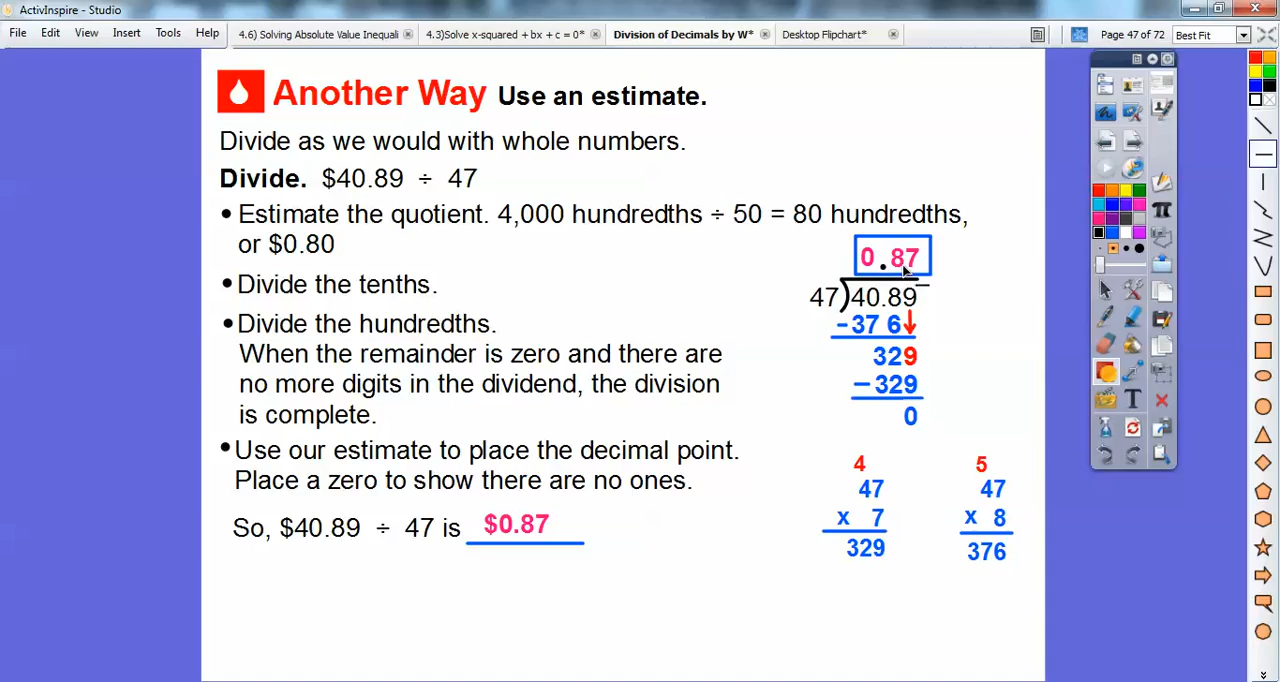 ActivInspire - Studio
File Edit View Insert Tools Help
4.6) Solving Absolute Value Inequali
4.3)Solve x-squared + bx + c = 0*
Division of Decimals by W*
Desktop Flipchart*
Page 47 of 72
Best Fit
Another Way Use an estimate.
Divide as we would with whole numbers.
Divide. $40.89 ÷ 47
• Estimate the quotient. 4,000 hundredths ÷ 50 = 80 hundredths,
or $0.80
• Divide the tenths.
• Divide the hundredths.
When the remainder is zero and there are
no more digits in the dividend, the division
is complete.
• Use our estimate to place the decimal point.
Place a zero to show there are no ones.
So, $40.89 ÷ 47 is $0.87
0.87
47)40.89
-37 6↓
329
-329
0
4
47
x 7
329
5
47
x 8
376